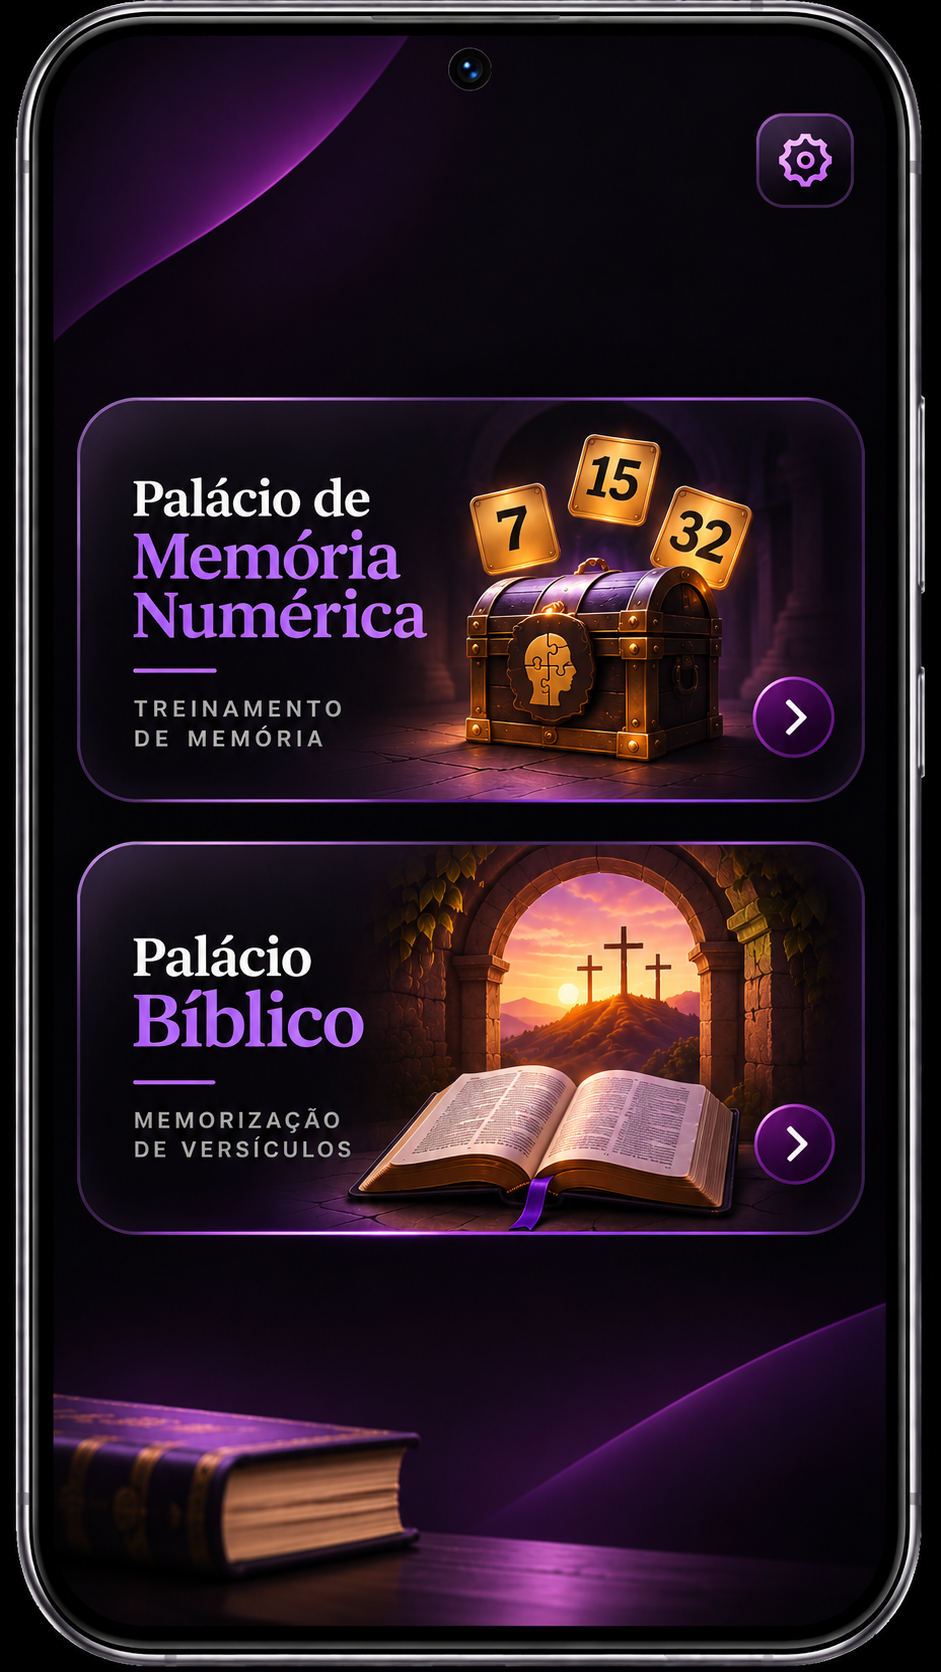 Palácio de
Memória
Numérica
TREINAMENTO
DE MEMÓRIA
7
15
32
Palácio
Bíblico
MEMORIZAÇÃO
DE VERSÍCULOS